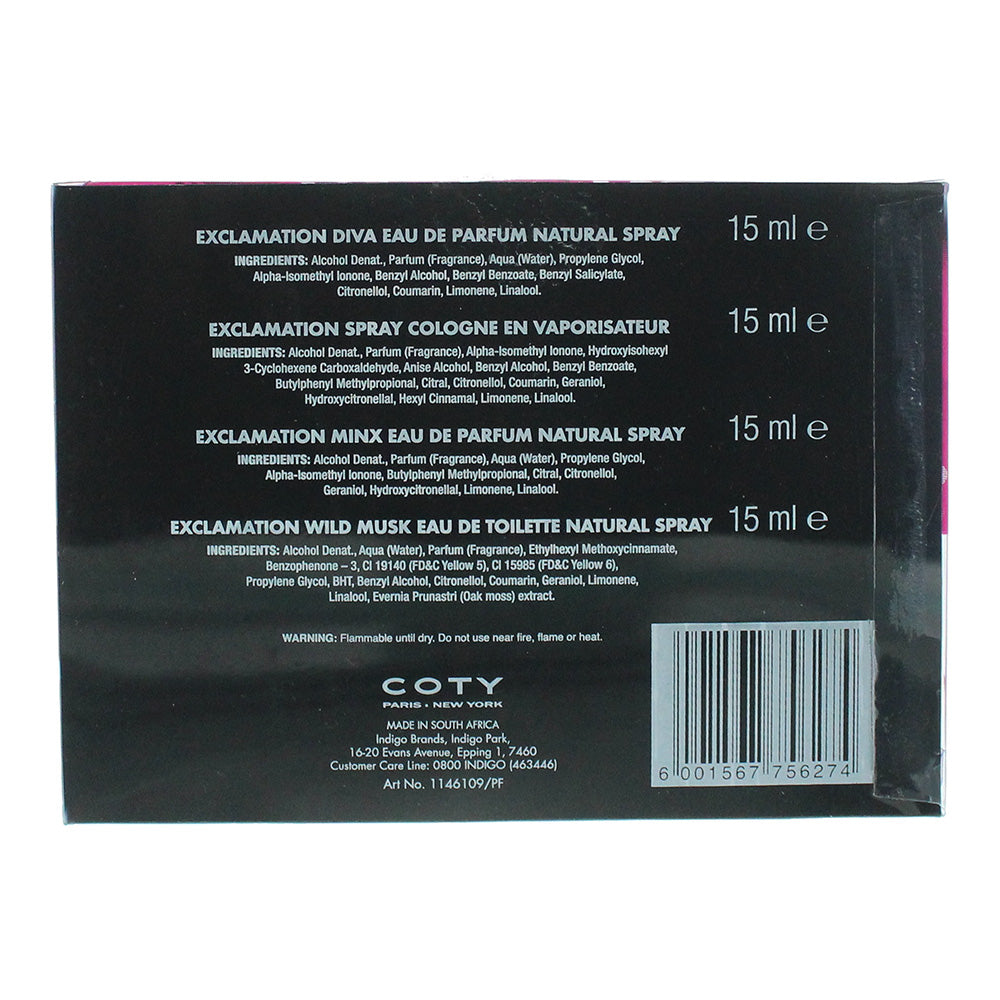 EXCLAMATION DIVA EAU DE PARFUM NATURAL SPRAY 15 ml ℮
INGREDIENTS: Alcohol Denat., Parfum (Fragrance), Aqua (Water), Propylene Glycol,
Alpha-Isomethyl Ionone, Benzyl Alcohol, Benzyl Benzoate, Benzyl Salicylate,
Citronellol, Coumarin, Limonene, Linalool.
EXCLAMATION SPRAY COLOGNE EN VAPORISATEUR 15 ml ℮
INGREDIENTS: Alcohol Denat., Parfum (Fragrance), Alpha-Isomethyl Ionone, Hydroxyisohexyl
3-Cyclohexene Carboxaldehyde, Anise Alcohol, Benzyl Alcohol, Benzyl Benzoate,
Butylphenyl Methylpropional, Citral, Citronellol, Coumarin, Geraniol,
Hydroxycitronellal, Hexyl Cinnamal, Limonene, Linalool.
EXCLAMATION MINX EAU DE PARFUM NATURAL SPRAY 15 ml ℮
INGREDIENTS: Alcohol Denat., Parfum (Fragrance), Aqua (Water), Propylene Glycol,
Alpha-Isomethyl Ionone, Butylphenyl Methylpropional, Citral, Citronellol,
Geraniol, Hydroxycitronellal, Limonene, Linalool.
EXCLAMATION WILD MUSK EAU DE TOILETTE NATURAL SPRAY 15 ml ℮
INGREDIENTS: Alcohol Denat., Aqua (Water), Parfum (Fragrance), Ethylhexyl Methoxycinnamate,
Benzophenone – 3, CI 19140 (FD&C Yellow 5), CI 15985 (FD&C Yellow 6),
Propylene Glycol, BHT, Benzyl Alcohol, Citronellol, Coumarin, Geraniol, Limonene,
Linalool, Evernia Prunastri (Oak moss) extract.
WARNING: Flammable until dry. Do not use near fire, flame or heat.
COTY
PARIS • NEW YORK
MADE IN SOUTH AFRICA
Indigo Brands, Indigo Park,
16-20 Evans Avenue, Epping 1, 7460
Customer Care Line: 0800 INDIGO (463446)
Art No. 1146109/PF
6 001567 756274